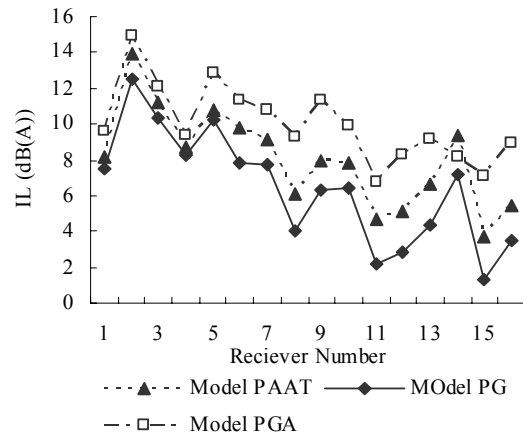 16
14
12
10
8
6
4
2
0
IL (dB(A))
1 3 5 7 9 11 13 15
Reciever Number
Model PAAT MOdel PG
Model PGA